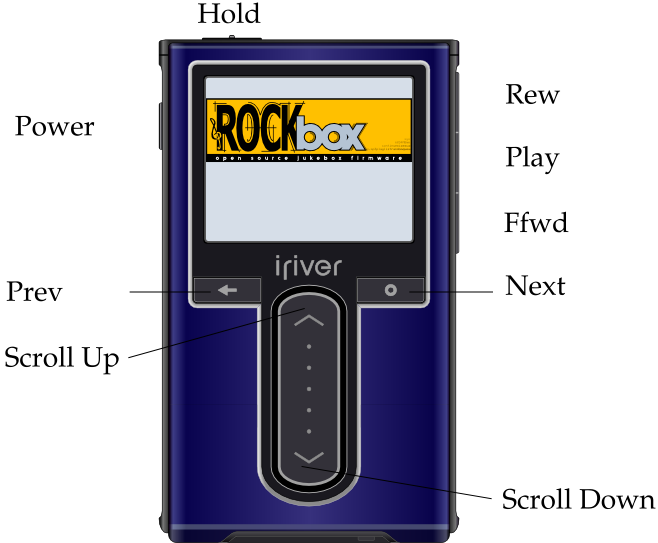 Hold
Rew
Power
ROCKbox
open source jukebox firmware
Play
Ffwd
iriver
Prev
Next
Scroll Up
Scroll Down